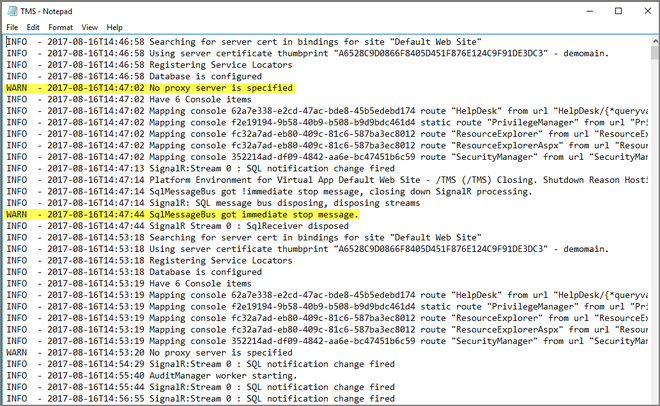 TMS - Notepad
File Edit Format View Help
INFO - 2017-08-16T14:46:58 Searching for server cert in bindings for site "Default Web Site"
INFO - 2017-08-16T14:46:58 Using server certificate thumbprint "A6528C9D0866F8405D451F876E124C9F91DE3DC3" - demomain.
INFO - 2017-08-16T14:46:58 Registering Service Locators
INFO - 2017-08-16T14:46:58 Database is configured
WARN - 2017-08-16T14:47:02 No proxy server is specified
INFO - 2017-08-16T14:47:02 Have 6 Console items
INFO - 2017-08-16T14:47:02 Mapping console 62a7e338-e2cd-47ac-bde8-45b5edebd174 route "HelpDesk" from url "HelpDesk/{*queryva
INFO - 2017-08-16T14:47:02 Mapping console f2e19194-9b58-40b9-b508-b9d9bdc461d4 static route "PrivilegeManager" from url "Priv
INFO - 2017-08-16T14:47:02 Mapping console fc32a7ad-eb80-409c-81c6-587ba3ec8012 route "ResourceExplorer" from url "ResourceEx
INFO - 2017-08-16T14:47:02 Mapping console fc32a7ad-eb80-409c-81c6-587ba3ec8012 route "ResourceExplorerAspx" from url "Resour
INFO - 2017-08-16T14:47:02 Mapping console 352214ad-df09-4842-aa6e-bc47451b6c59 route "SecurityManager" from url "SecurityMan
INFO - 2017-08-16T14:47:13 SignalR:Stream 0 : SQL notification change fired
INFO - 2017-08-16T14:47:14 Platform Environment for Virtual App Default Web Site - /TMS (/TMS) Closing. Shutdown Reason Hosti
INFO - 2017-08-16T14:47:14 SqlMessageBus got !immediate stop message, closing down SignalR processing.
INFO - 2017-08-16T14:47:14 SignalR: SQL message bus disposing, disposing streams
WARN - 2017-08-16T14:47:44 SqlMessageBus got immediate stop message.
INFO - 2017-08-16T14:47:44 SignalR Stream 0 : SqlReceiver disposed
INFO - 2017-08-16T14:53:18 Searching for server cert in bindings for site "Default Web Site"
INFO - 2017-08-16T14:53:18 Using server certificate thumbprint "A6528C9D0866F8405D451F876E124C9F91DE3DC3" - demomain.
INFO - 2017-08-16T14:53:18 Registering Service Locators
INFO - 2017-08-16T14:53:18 Database is configured
INFO - 2017-08-16T14:53:19 Have 6 Console items
INFO - 2017-08-16T14:53:19 Mapping console 62a7e338-e2cd-47ac-bde8-45b5edebd174 route "HelpDesk" from url "HelpDesk/{*queryva
INFO - 2017-08-16T14:53:19 Mapping console f2e19194-9b58-40b9-b508-b9d9bdc461d4 static route "PrivilegeManager" from url "Priv
INFO - 2017-08-16T14:53:19 Mapping console fc32a7ad-eb80-409c-81c6-587ba3ec8012 route "ResourceExplorer" from url "ResourceEx
INFO - 2017-08-16T14:53:19 Mapping console fc32a7ad-eb80-409c-81c6-587ba3ec8012 route "ResourceExplorerAspx" from url "Resour
INFO - 2017-08-16T14:53:19 Mapping console 352214ad-df09-4842-aa6e-bc47451b6c59 route "SecurityManager" from url "SecurityMan
WARN - 2017-08-16T14:53:20 No proxy server is specified
INFO - 2017-08-16T14:54:29 SignalR:Stream 0 : SQL notification change fired
INFO - 2017-08-16T14:55:40 AuditManager worker starting.
INFO - 2017-08-16T14:55:44 SignalR:Stream 0 : SQL notification change fired
INFO - 2017-08-16T14:56:55 SignalR:Stream 0 : SQL notification change fired